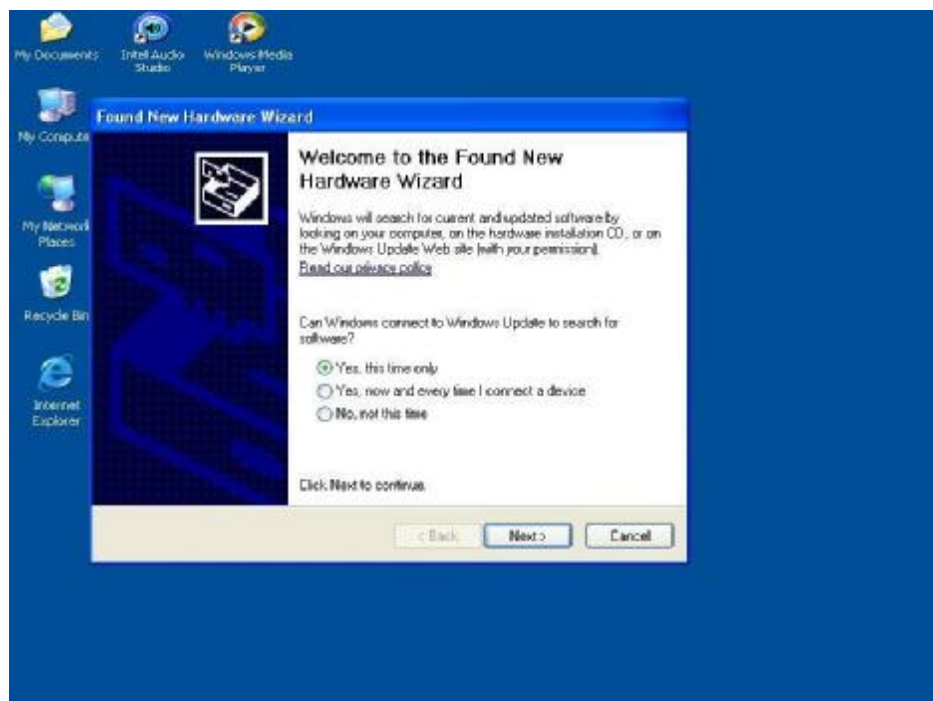 My Documents
Intel Audio
Studio
Windows Media
Player
My Compute
My Network
Places
Recycle Bin
Internet
Explorer
Found New Hardware Wizard
Welcome to the Found New
Hardware Wizard
Windows will search for current and updated software by
looking on your computer, on the hardware installation CD, or on
the Windows Update Web site (with your permission).
Read our privacy policy
Can Windows connect to Windows Update to search for
software?
Yes, this time only
Yes, now and every time I connect a device
No, not this time
Click Next to continue.
< Back
Next >
Cancel